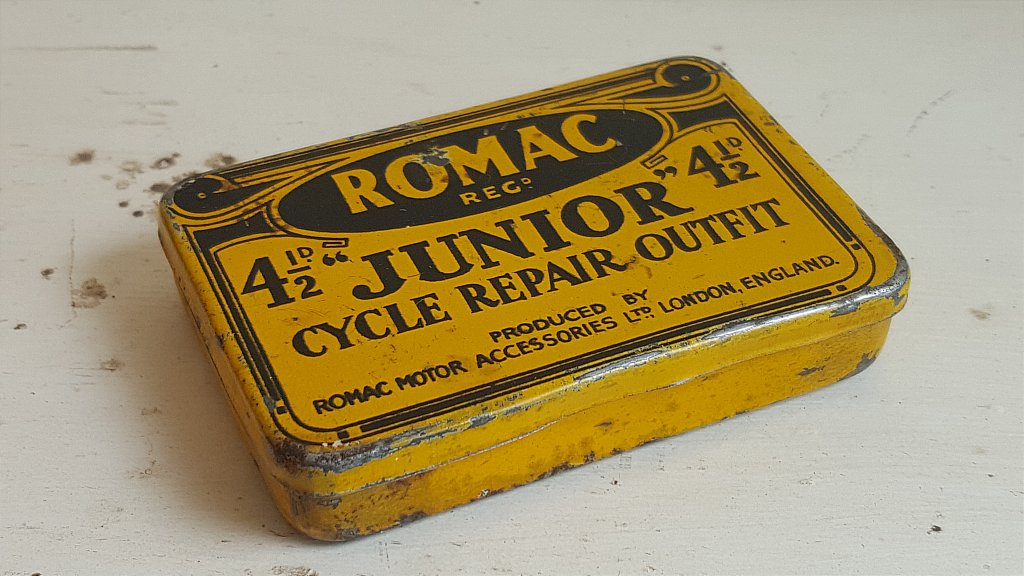 ROMAC
REGD
4½D "JUNIOR" 4½D
CYCLE REPAIR OUTFIT
PRODUCED BY
ROMAC MOTOR ACCESSORIES LTD. LONDON, ENGLAND.